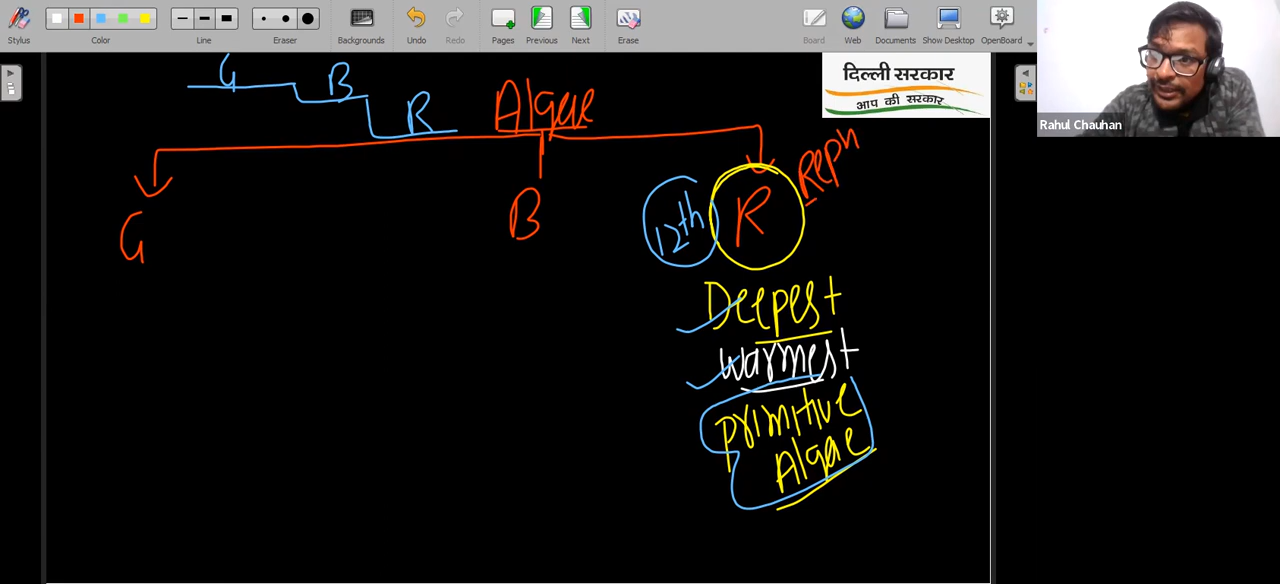 Stylus Color Line Eraser Backgrounds Undo Redo Pages Previous Next Erase Board Web Documents Show Desktop OpenBoard
दिल्ली सरकार
आप की सरकार
Rahul Chauhan
G
B
R
Algae
G
B
12th
R
Reph
Deepest
Warmest
Primitive
Algae